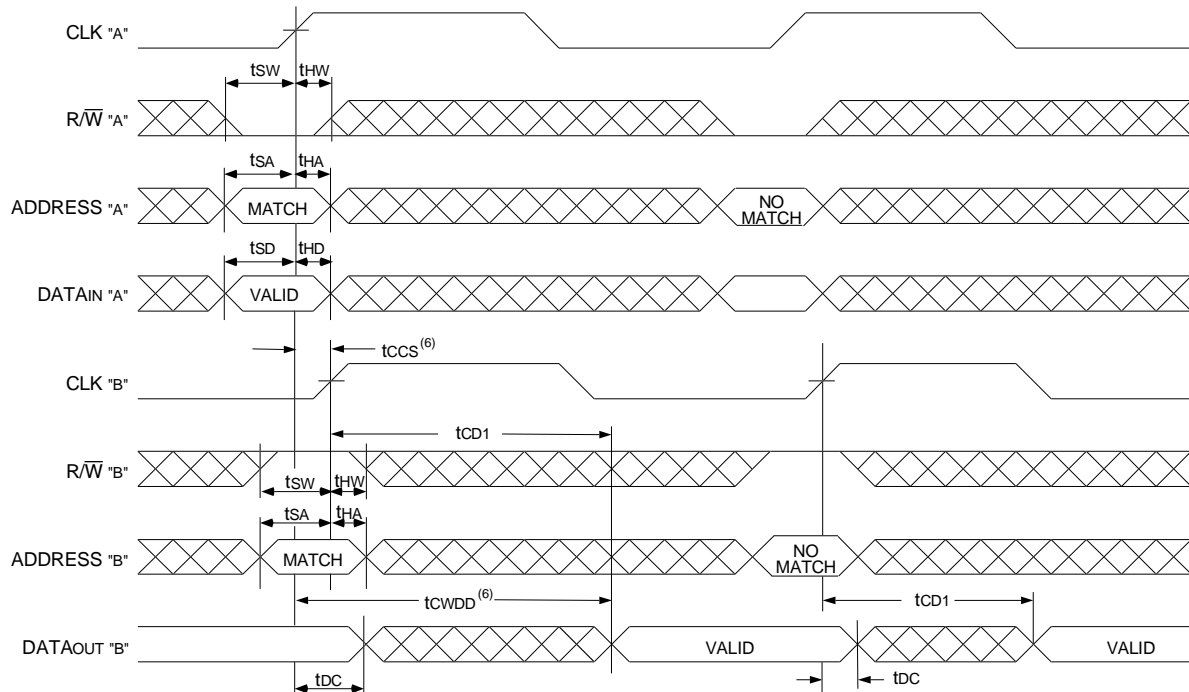 CLK "A"
tSW tHW
R/W̅ "A"
tSA tHA
ADDRESS "A" MATCH NO MATCH
tSD tHD
DATAIN "A" VALID
tCCS(6)
CLK "B"
tCD1
R/W̅ "B"
tSW tHW
tSA tHA
ADDRESS "B" MATCH NO MATCH
tCWDD(6) tCD1
DATAOUT "B" VALID VALID
tDC tDC